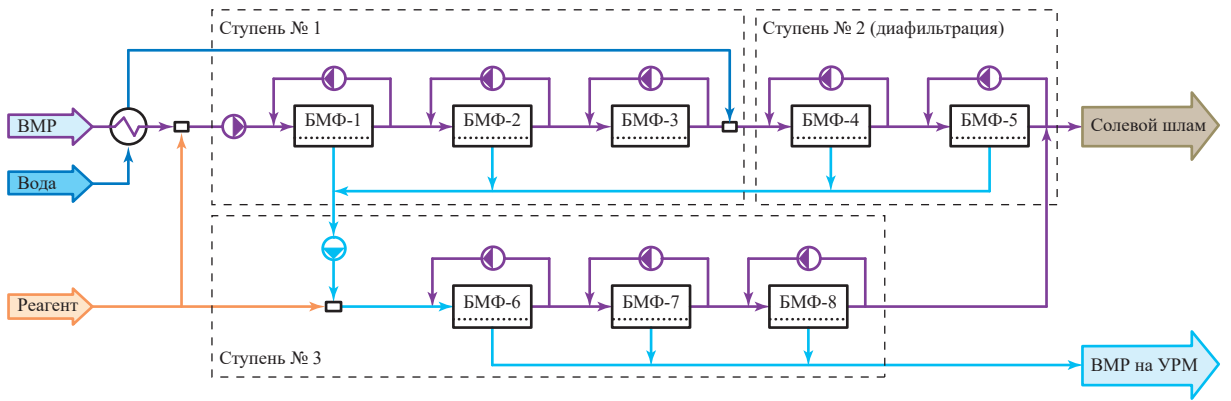 Ступень № 1
Ступень № 2 (диафильтрация)
ВМР
БМФ-1
БМФ-2
БМФ-3
БМФ-4
БМФ-5
Солевой шлам
Вода
Реагент
БМФ-6
БМФ-7
БМФ-8
Ступень № 3
ВМР на УРМ